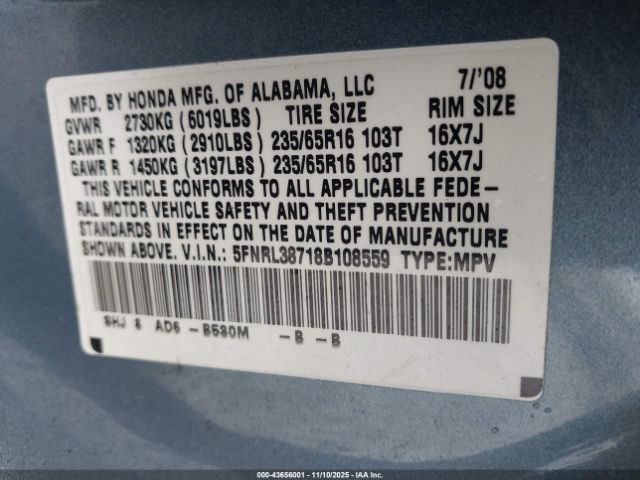 MFD. BY HONDA MFG. OF ALABAMA, LLC 7/'08
GVWR 2730KG (6019LBS) TIRE SIZE RIM SIZE
GAWR F 1320KG (2910LBS) 235/65R16 103T 16X7J
GAWR R 1450KG (3197LBS) 235/65R16 103T 16X7J
THIS VEHICLE CONFORMS TO ALL APPLICABLE FEDE-
RAL MOTOR VEHICLE SAFETY AND THEFT PREVENTION
STANDARDS IN EFFECT ON THE DATE OF MANUFACTURE
SHOWN ABOVE. V.I.N.: 5FNRL38718B108559 TYPE:MPV
SHJ 8 AD6 -B530M -B -B
000-43656001 - 11/10/2025 - IAAI.COM